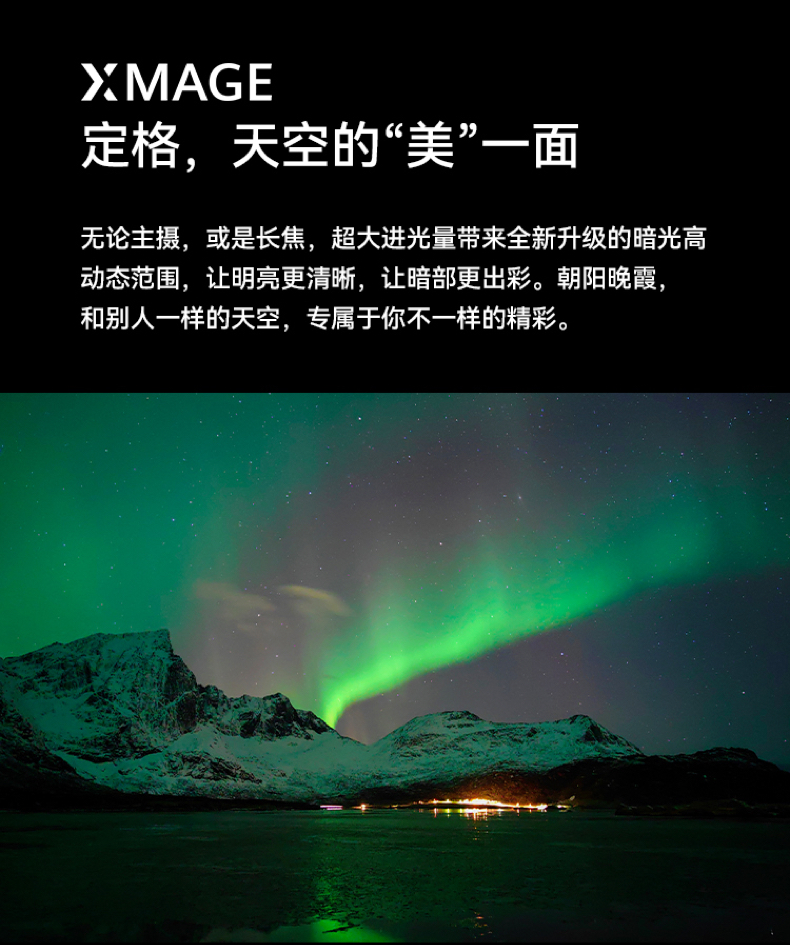 XMAGE
定格，天空的“美”一面
无论主摄，或是长焦，超大进光量带来全新升级的暗光高
动态范围，让明亮更清晰，让暗部更出彩。朝阳晚霞，
和别人一样的天空，专属于你不一样的精彩。